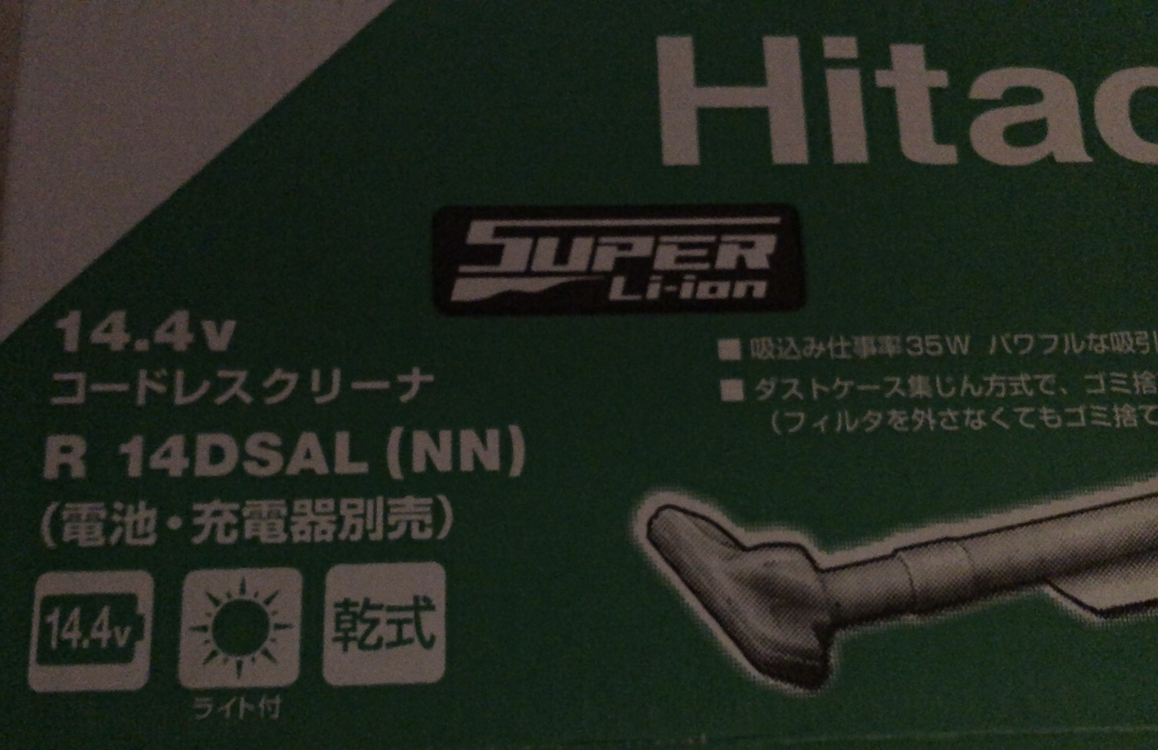 Hitac
SUPER
Li-ion
14.4v
コードレスクリーナ
R 14DSAL (NN)
(電池・充電器別売)
■吸込み仕事率35W パワフルな吸引
■ダストケース集じん方式で、ゴミ捨
(フィルタを外さなくてもゴミ捨て
14.4v
乾式
ライト付